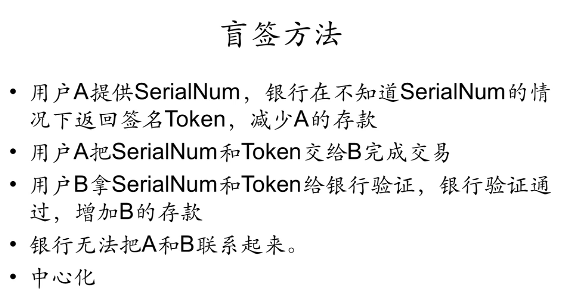 盲签方法
• 用户A提供SerialNum，银行在不知道SerialNum的情
况下返回签名Token，减少A的存款
• 用户A把SerialNum和Token交给B完成交易
• 用户B拿SerialNum和Token给银行验证，银行验证通
过，增加B的存款
• 银行无法把A和B联系起来。
• 中心化